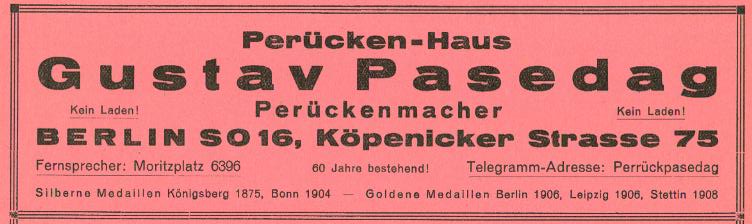 Perücken-Haus
Gustav Pasedag
Kein Laden! Perückenmacher Kein Laden!
BERLIN SO 16, Köpenicker Strasse 75
Fernsprecher: Moritzplatz 6396 60 Jahre bestehend! Telegramm-Adresse: Perrückpasedag
Silberne Medaillen Königsberg 1875, Bonn 1904 — Goldene Medaillen Berlin 1906, Leipzig 1906, Stettin 1908